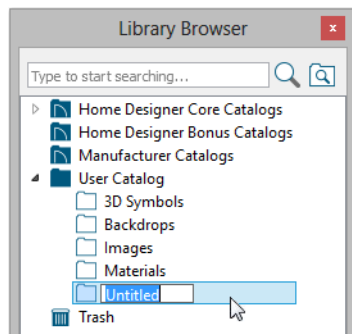 Library Browser
x
Type to start searching...
Home Designer Core Catalogs
Home Designer Bonus Catalogs
Manufacturer Catalogs
User Catalog
3D Symbols
Backdrops
Images
Materials
Untitled
Trash